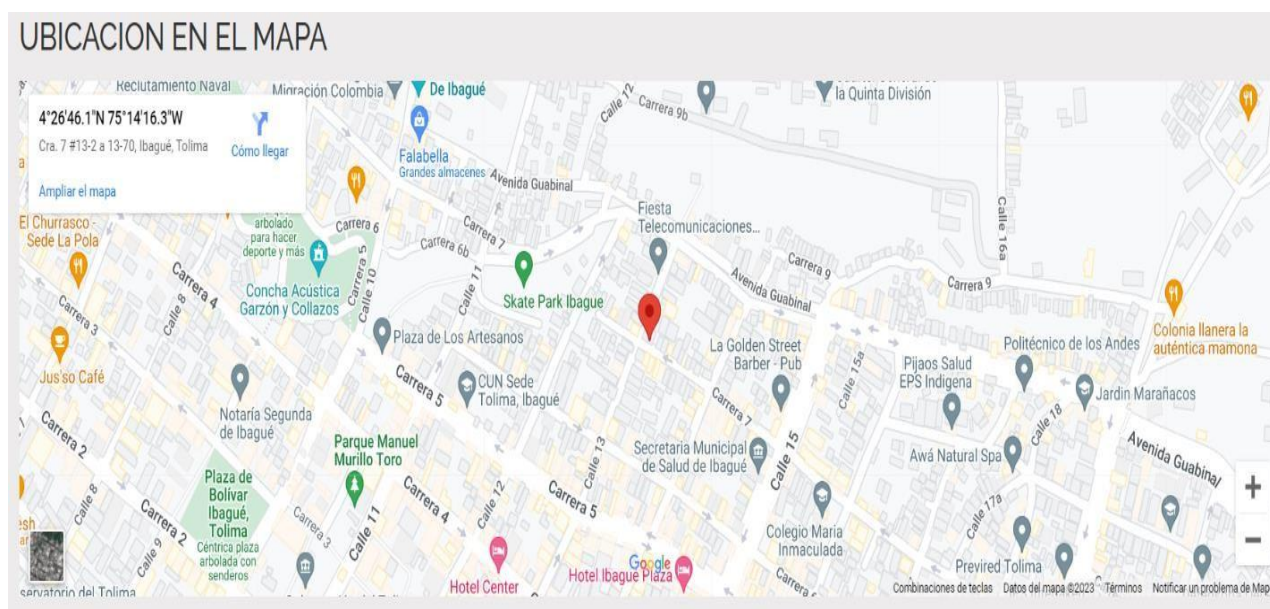 UBICACION EN EL MAPA
Reclutamiento Naval
Migración Colombia
De Ibagué
Calle 12
Carrera 9b
la Quinta División
4°26'46.1"N 75°14'16.3"W
Cra. 7 #13-2 a 13-70, Ibagué, Tolima
Cómo llegar
Ampliar el mapa
Falabella
Grandes almacenes
Avenida Guabinal
El Churrasco -
Sede La Pola
arbolado
para hacer
deporte y más
Carrera 6
Carrera 6b
Carrera 7
Fiesta
Telecomunicaciones...
Calle 16a
Carrera 9
Avenida Guabinal
Carrera 9
Concha Acústica
Garzón y Collazos
Carrera 5
Calle 10
Calle 11
Skate Park Ibague
Carrera 4
Calle 8
Carrera 3
Jus'so Café
Plaza de Los Artesanos
La Golden Street
Barber - Pub
Calle 15a
Pijaos Salud
EPS Indigena
Politécnico de los Andes
Colonia llanera la
auténtica mamona
Jardin Marañacos
Carrera 5
CUN Sede
Tolima, Ibagué
Carrera 7
Calle 18
Notaría Segunda
de Ibagué
Carrera 2
Parque Manuel
Murillo Toro
Calle 13
Secretaria Municipal
de Salud de Ibagué
Calle 15
Awá Natural Spa
Avenida Guabinal
Plaza de
Bolívar
Ibagué,
Tolima
Céntrica plaza
arbolada con
senderos
Calle 8
Carrera 2
Calle 9
Carrera 3
Calle 11
Carrera 4
Calle 12
Carrera 5
Colegio Maria
Inmaculada
Calle 17a
Hotel Center
Google
Hotel Ibague Plaza
Carrera 6
Previred Tolima
+
−
servatorio del Tolima
Combinaciones de teclas
Datos del mapa ©2023
Términos
Notificar un problema de Map